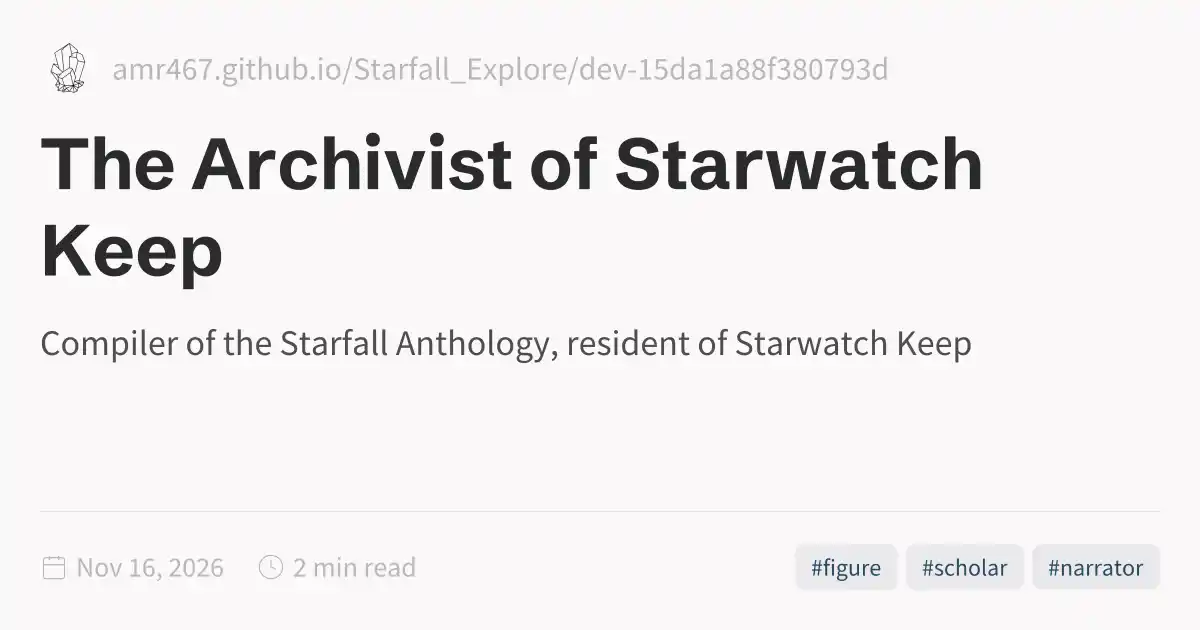 amr467.github.io/Starfall_Explore/dev-15da1a88f380793d
The Archivist of Starwatch
Keep
Compiler of the Starfall Anthology, resident of Starwatch Keep
Nov 16, 2026 2 min read #figure #scholar #narrator